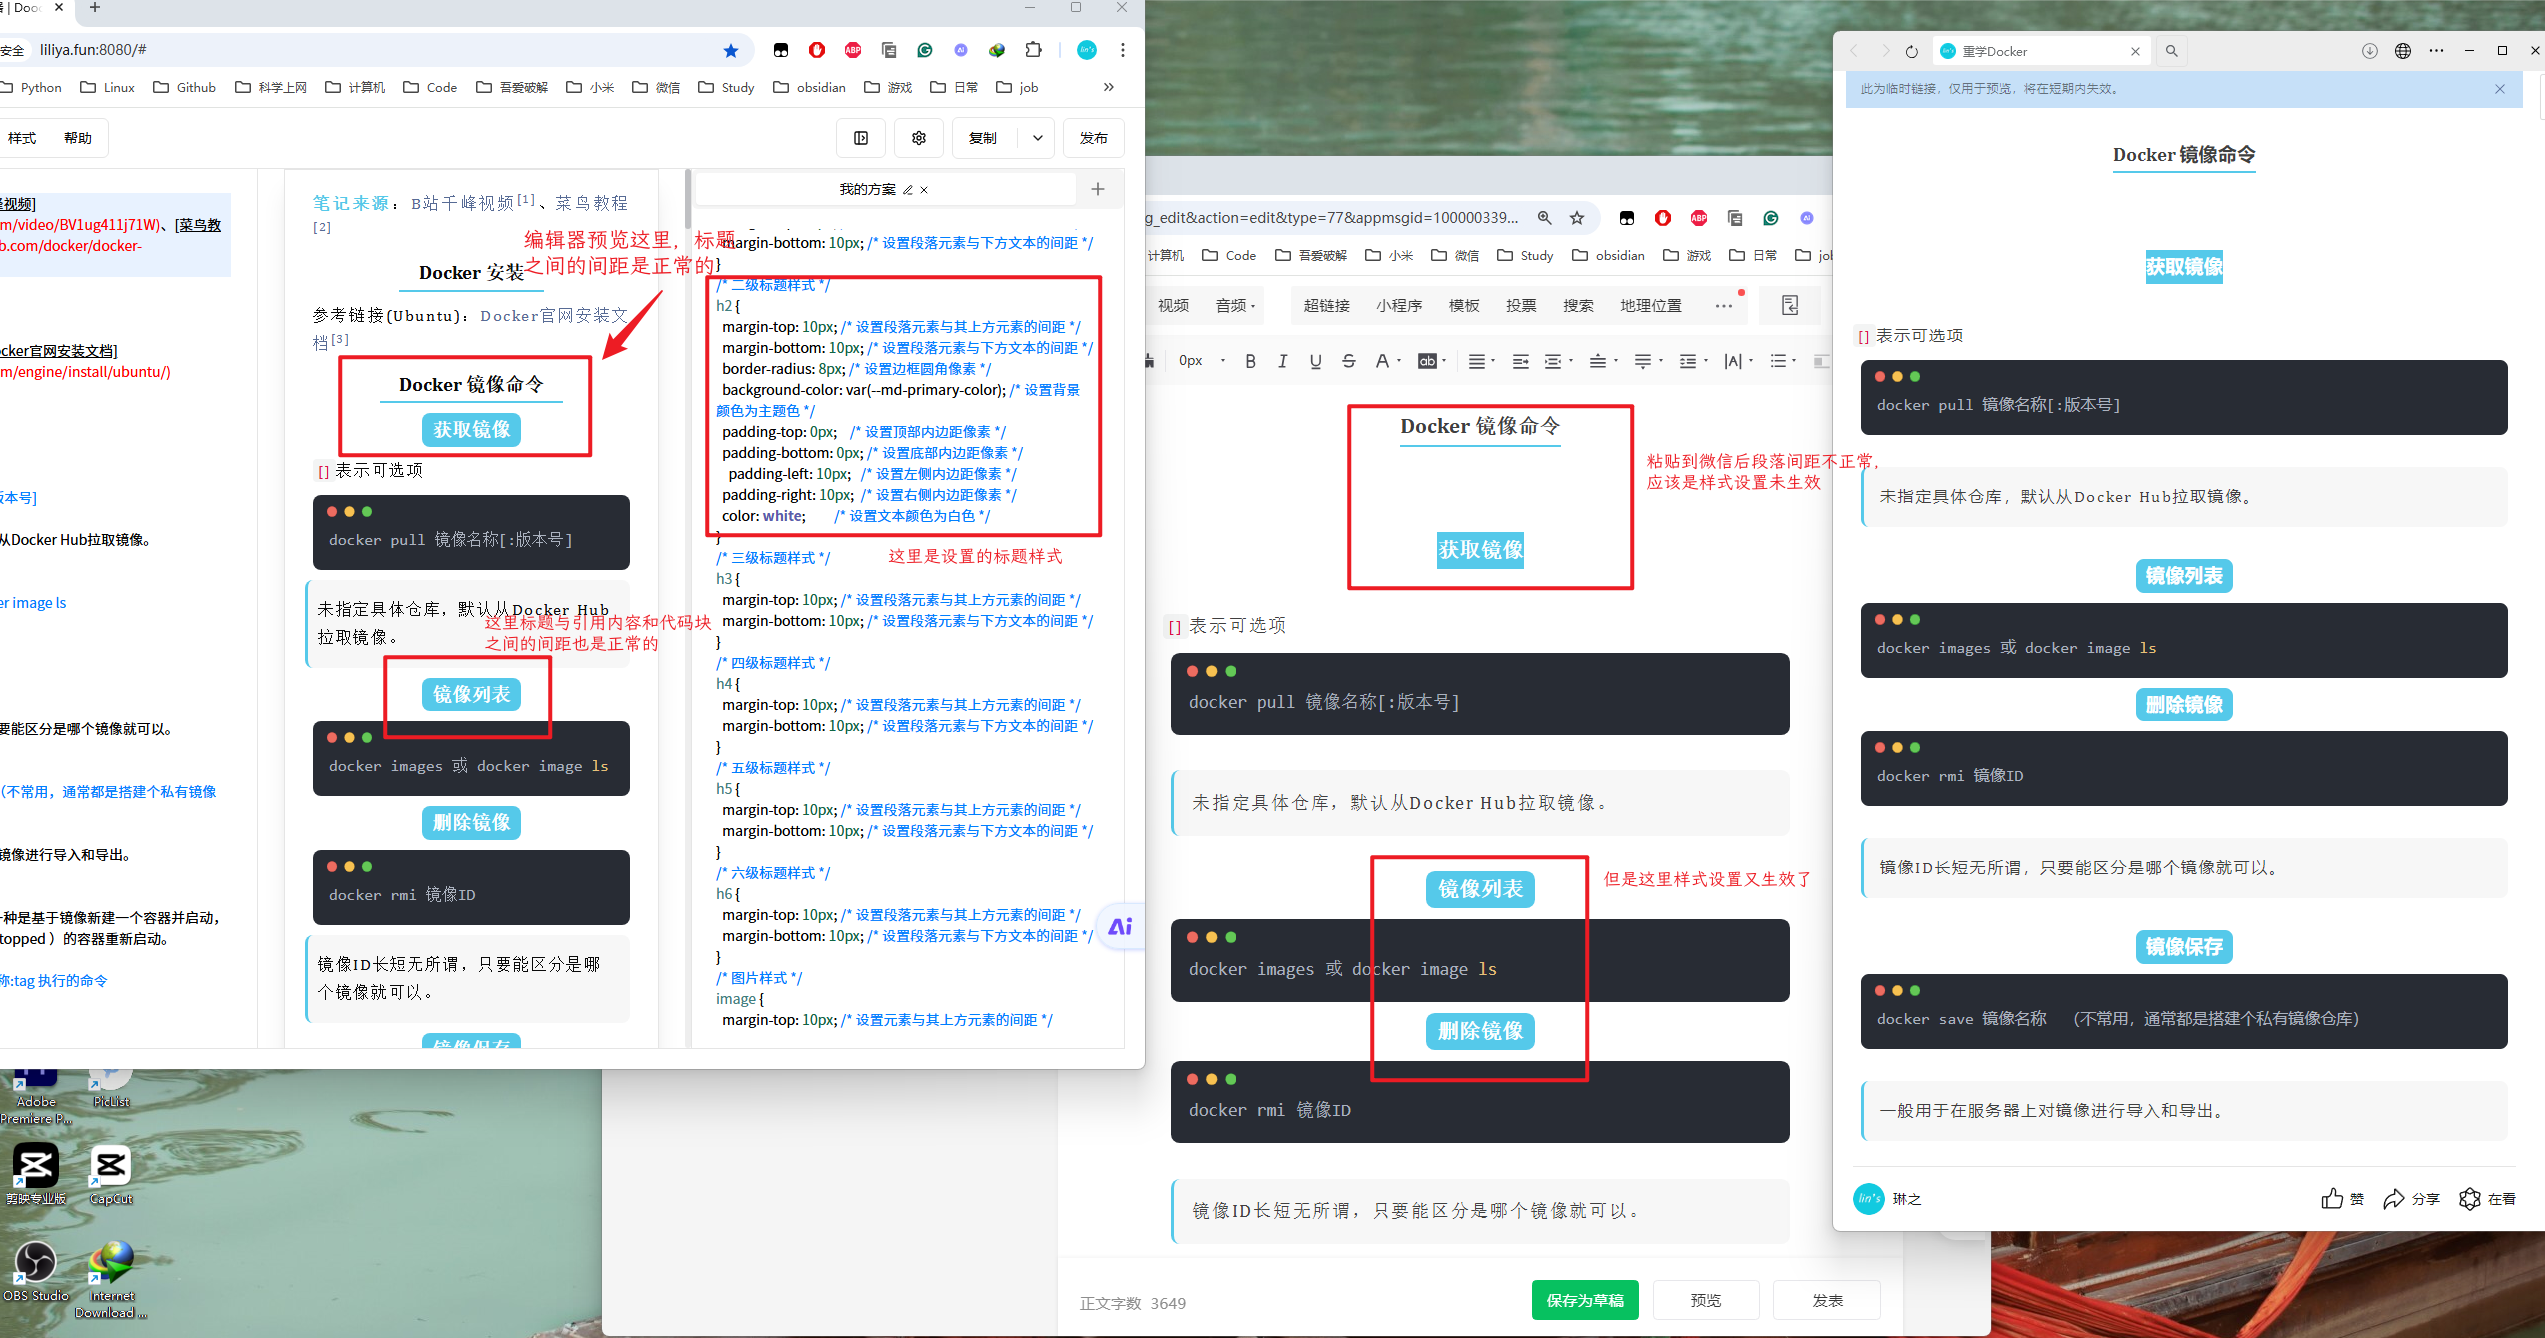 | Dooc
安全 liliya.fun:8080/#
ABP
Ai
lin's
Python
Linux
Github
科学上网
计算机
Code
吾爱破解
小米
微信
Study
obsidian
游戏
日常
job
»
样式
帮助
复制
发布
视频]
m/video/BV1ug411j71W)、[菜鸟教
b.com/docker/docker-
ocker官网安装文档]
m/engine/install/ubuntu/)
版本号]
从Docker Hub拉取镜像。
er image ls
要能区分是哪个镜像就可以。
（不常用，通常都是搭建个私有镜像
镜像进行导入和导出。
一种是基于镜像新建一个容器并启动，
topped ）的容器重新启动。
称:tag 执行的命令
笔记来源：B站千峰视频[1]、菜鸟教程
[2]
Docker 安装
参考链接(Ubuntu)：Docker官网安装文
档[3]
Docker 镜像命令
获取镜像
[] 表示可选项
docker pull 镜像名称[:版本号]
未指定具体仓库，默认从Docker Hub
拉取镜像。
镜像列表
docker images 或 docker image ls
删除镜像
docker rmi 镜像ID
镜像ID长短无所谓，只要能区分是哪
个镜像就可以。
镜像保存
编辑器预览这里，标题
之间的间距是正常的
这里标题与引用内容和代码块
之间的间距也是正常的
我的方案
margin-bottom: 10px; /* 设置段落元素与下方文本的间距 */
}
/* 二级标题样式 */
h2 {
margin-top: 10px; /* 设置段落元素与其上方元素的间距 */
margin-bottom: 10px; /* 设置段落元素与下方文本的间距 */
border-radius: 8px; /* 设置边框圆角像素 */
background-color: var(--md-primary-color); /* 设置背景
颜色为主题色 */
padding-top: 0px; /* 设置顶部内边距像素 */
padding-bottom: 0px; /* 设置底部内边距像素 */
padding-left: 10px; /* 设置左侧内边距像素 */
padding-right: 10px; /* 设置右侧内边距像素 */
color: white; /* 设置文本颜色为白色 */
}
这里是设置的标题样式
/* 三级标题样式 */
h3 {
margin-top: 10px; /* 设置段落元素与其上方元素的间距 */
margin-bottom: 10px; /* 设置段落元素与下方文本的间距 */
}
/* 四级标题样式 */
h4 {
margin-top: 10px; /* 设置段落元素与其上方元素的间距 */
margin-bottom: 10px; /* 设置段落元素与下方文本的间距 */
}
/* 五级标题样式 */
h5 {
margin-top: 10px; /* 设置段落元素与其上方元素的间距 */
margin-bottom: 10px; /* 设置段落元素与下方文本的间距 */
}
/* 六级标题样式 */
h6 {
margin-top: 10px; /* 设置段落元素与其上方元素的间距 */
margin-bottom: 10px; /* 设置段落元素与下方文本的间距 */
}
/* 图片样式 */
image {
margin-top: 10px; /* 设置元素与其上方元素的间距 */
Ai
g_edit&action=edit&type=77&appmsgid=100000339...
ABP
计算机
Code
吾爱破解
小米
微信
Study
obsidian
游戏
日常
job
视频
音频
超链接
小程序
模板
投票
搜索
地理位置
0px
B I U S A ab
Docker 镜像命令
获取镜像
粘贴到微信后段落间距不正常，
应该是样式设置未生效
[] 表示可选项
docker pull 镜像名称[:版本号]
未指定具体仓库，默认从Docker Hub拉取镜像。
镜像列表
但是这里样式设置又生效了
docker images 或 docker image ls
删除镜像
docker rmi 镜像ID
镜像ID长短无所谓，只要能区分是哪个镜像就可以。
正文字数 3649
保存为草稿
预览
发表
重学Docker
此为临时链接，仅用于预览，将在短期内失效。
Docker 镜像命令
获取镜像
[] 表示可选项
docker pull 镜像名称[:版本号]
未指定具体仓库，默认从Docker Hub拉取镜像。
镜像列表
docker images 或 docker image ls
删除镜像
docker rmi 镜像ID
镜像ID长短无所谓，只要能区分是哪个镜像就可以。
镜像保存
docker save 镜像名称 （不常用，通常都是搭建个私有镜像仓库）
一般用于在服务器上对镜像进行导入和导出。
lin's
琳之
赞
分享
在看
Adobe
Premiere P...
PicList
剪映专业版
CapCut
OBS Studio
Internet
Download ...